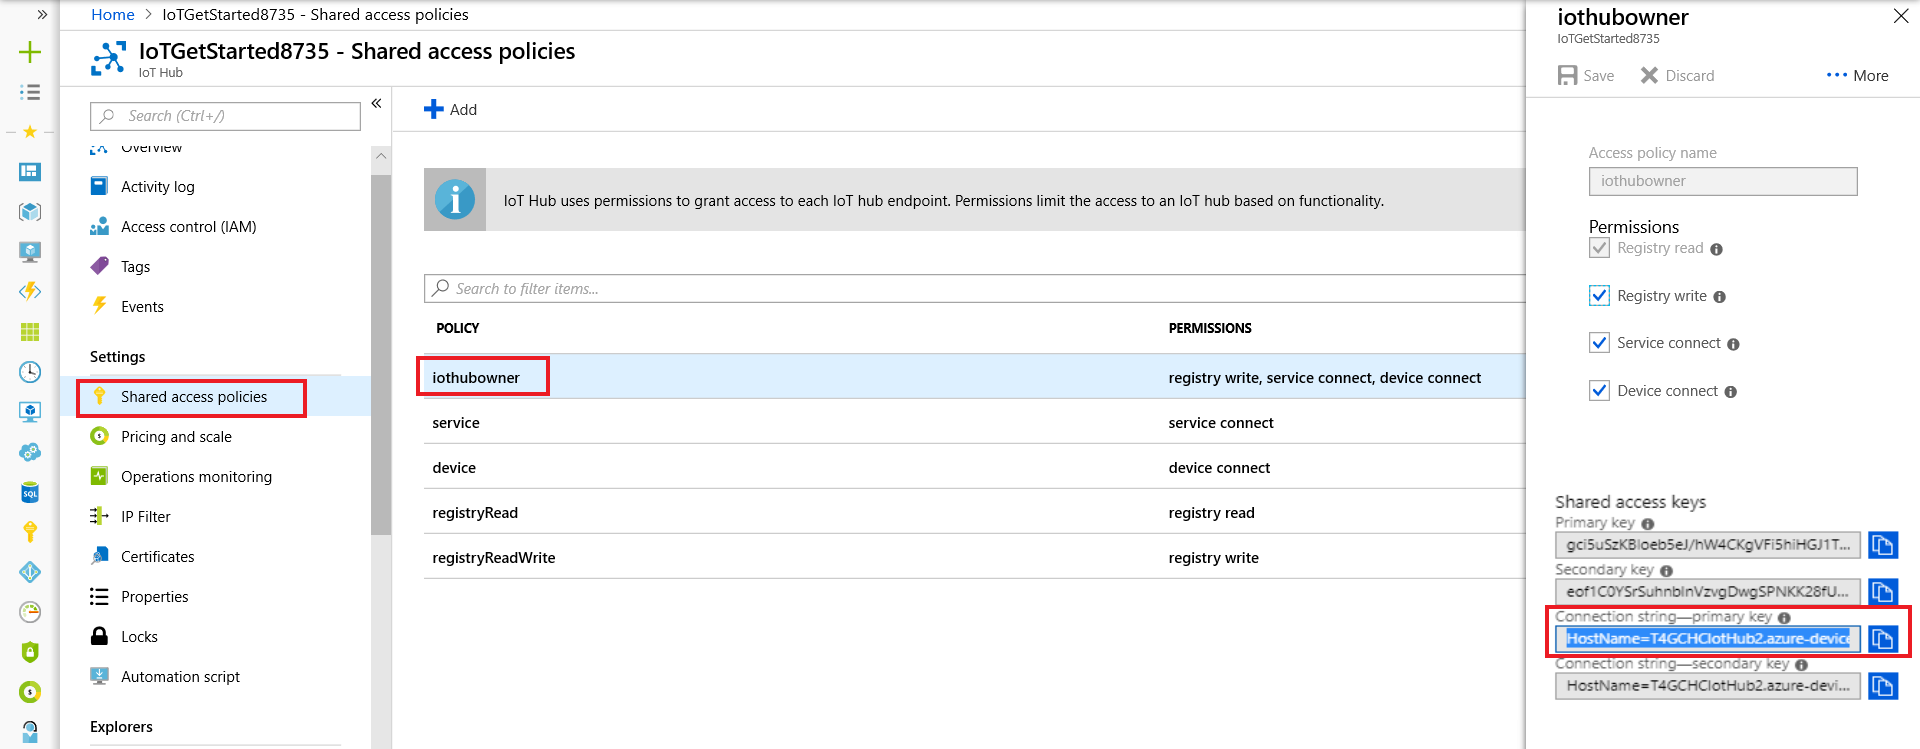 Home > IoTGetStarted8735 - Shared access policies
IoTGetStarted8735 - Shared access policies
IoT Hub
Search (Ctrl+/)
Overview
Activity log
Access control (IAM)
Tags
Events
Settings
Shared access policies
Pricing and scale
Operations monitoring
IP Filter
Certificates
Properties
Locks
Automation script
Explorers
Add
IoT Hub uses permissions to grant access to each IoT hub endpoint. Permissions limit the access to an IoT hub based on functionality.
Search to filter items...
POLICY PERMISSIONS
iothubowner registry write, service connect, device connect
service service connect
device device connect
registryRead registry read
registryReadWrite registry write
iothubowner
IoTGetStarted8735
Save Discard More
Access policy name
iothubowner
Permissions
Registry read
Registry write
Service connect
Device connect
Shared access keys
Primary key
Secondary key
Connection string—primary key
HostName=T4GCHCIotHub2.azure-device
Connection string—secondary key
HostName=T4GCHCIotHub2.azure-devi...
SQL